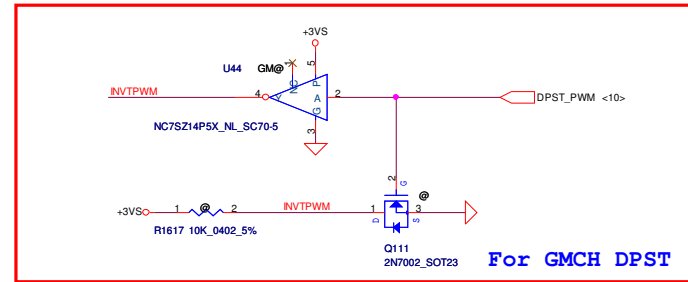 +3VS
U44 GM@
1
5
NC
P
INVTPWM 4 Y A 2 DPST_PWM <10>
G
3
NC7SZ14P5X_NL_SC70-5
2
G
@ @
+3VS 1 2 INVTPWM 1 3
D S
R1617 10K_0402_5% Q111
2N7002_SOT23
For GMCH DPST